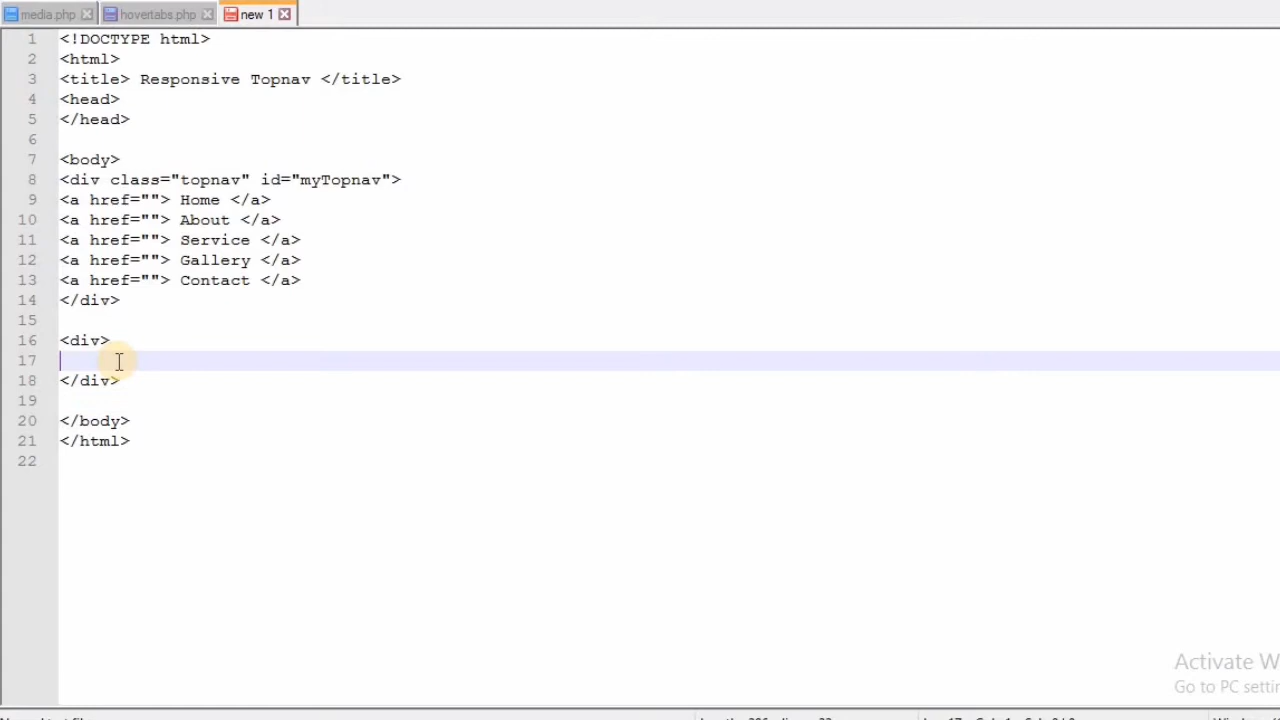 media.php hovertabs.php new 1
1 <!DOCTYPE html>
2 <html>
3 <title> Responsive Topnav </title>
4 <head>
5 </head>
6
7 <body>
8 <div class="topnav" id="myTopnav">
9 <a href=""> Home </a>
10 <a href=""> About </a>
11 <a href=""> Service </a>
12 <a href=""> Gallery </a>
13 <a href=""> Contact </a>
14 </div>
15
16 <div>
17
18 </div>
19
20 </body>
21 </html>
22
Activate W
Go to PC settin